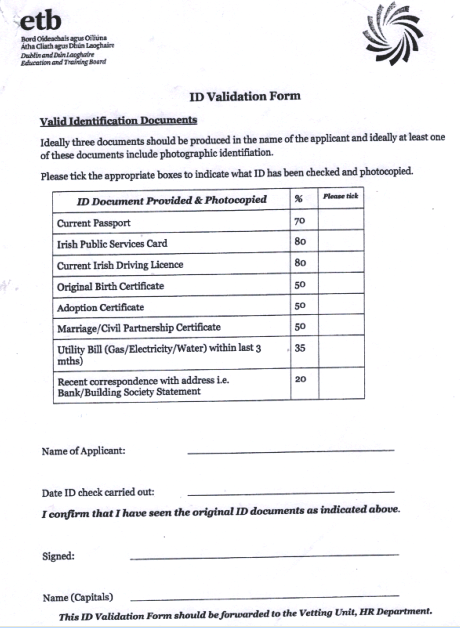 etb
Bord Oideachais agus Oiliúna
Átha Cliath agus Dhún Laoghaire
Dublin and Dún Laoghaire
Education and Training Board
ID Validation Form
Valid Identification Documents
Ideally three documents should be produced in the name of the applicant and ideally at least one
of these documents include photographic identifiation.
Please tick the appropriate boxes to indicate what ID has been checked and photocopied.
ID Document Provided & Photocopied % Please tick
Current Passport 70
Irish Public Services Card 80
Current Irish Driving Licence 80
Original Birth Certificate 50
Adoption Certificate 50
Marriage/Civil Partnership Certificate 50
Utility Bill (Gas/Electricity/Water) within last 3 35
mths)
Recent correspondence with address i.e. 20
Bank/Building Society Statement
Name of Applicant:
Date ID check carried out:
I confirm that I have seen the original ID documents as indicated above.
Signed:
Name (Capitals)
This ID Validation Form should be forwarded to the Vetting Unit, HR Department.